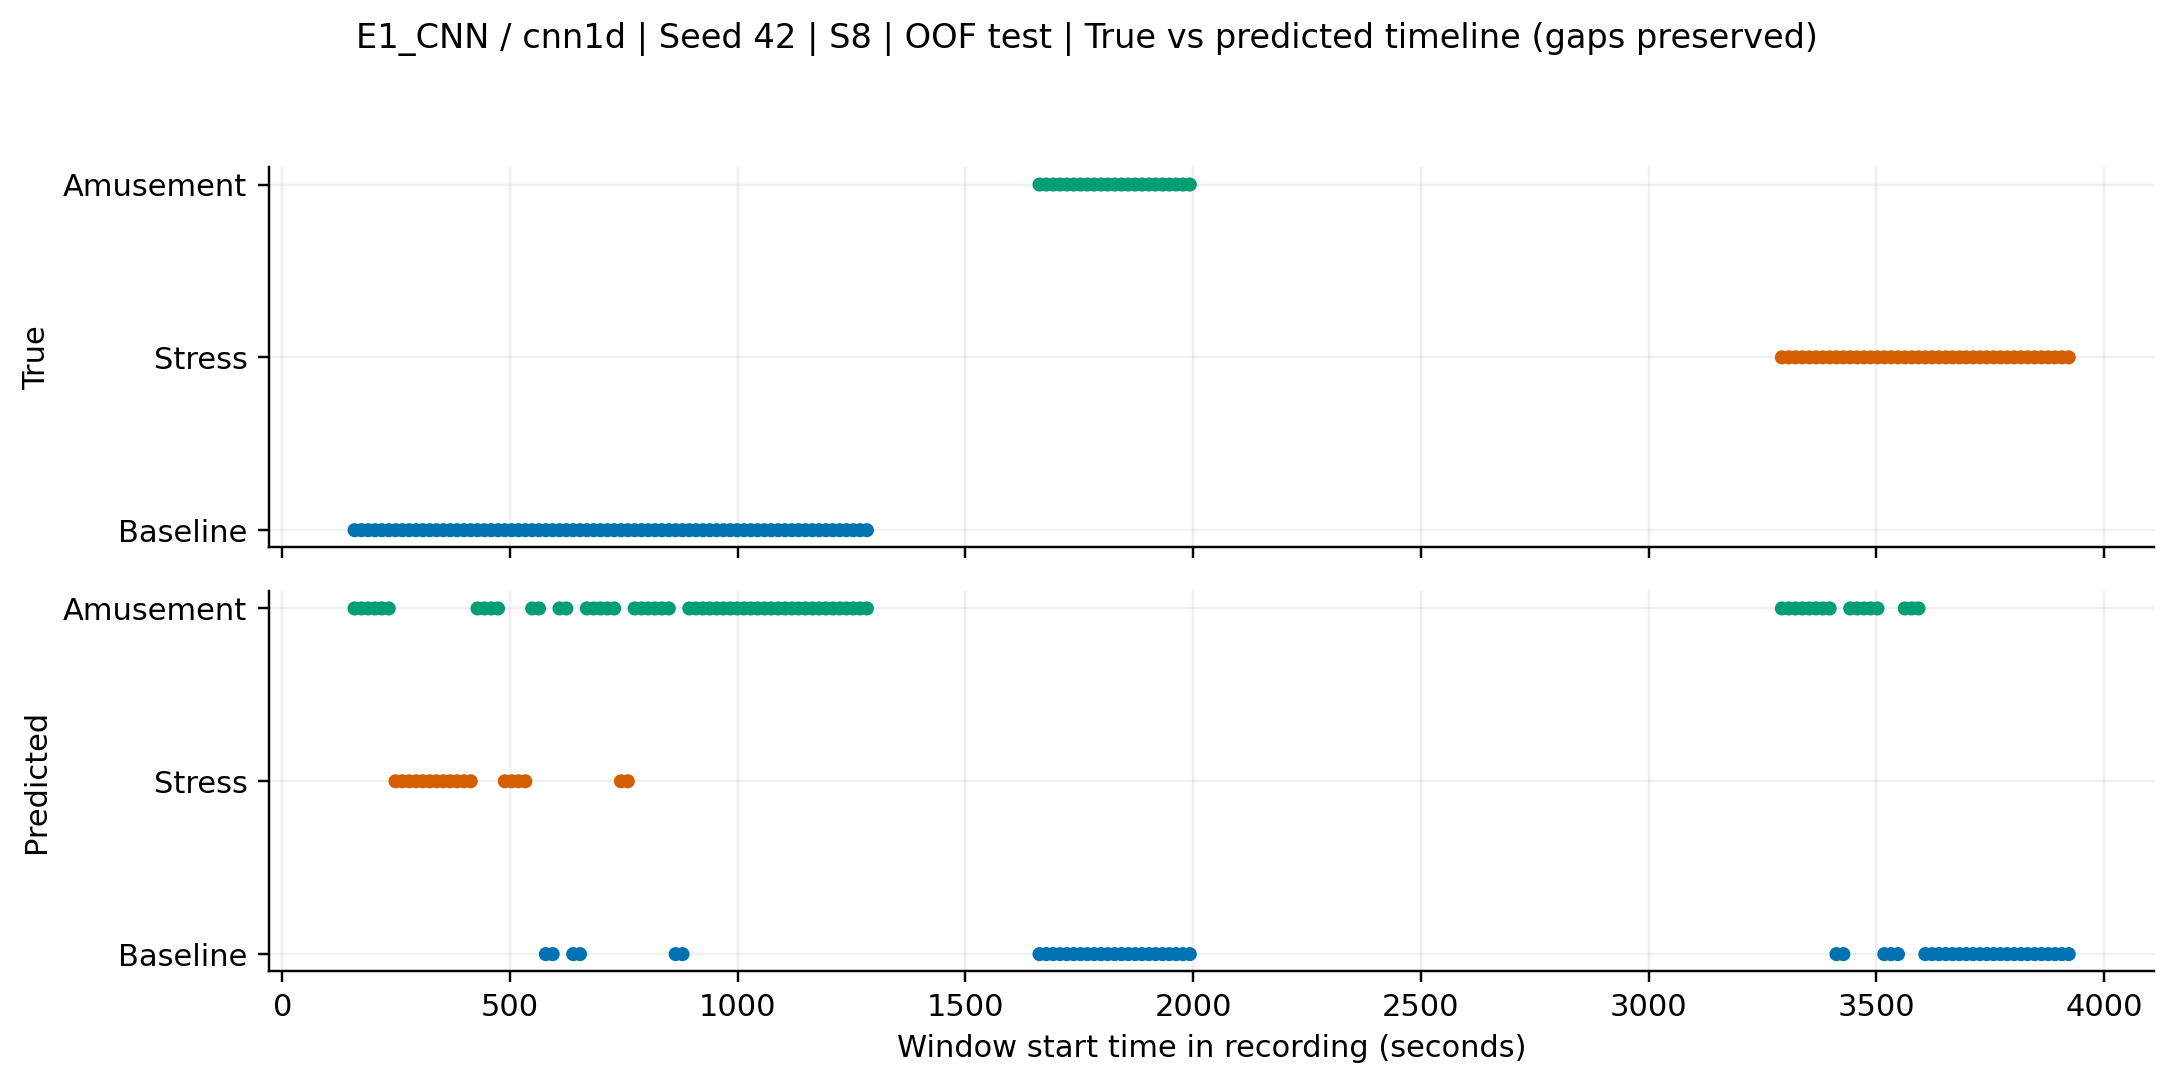 E1_CNN / cnn1d | Seed 42 | S8 | OOF test | True vs predicted timeline (gaps preserved)
True
Amusement
Stress
Baseline
Predicted
Amusement
Stress
Baseline
0 500 1000 1500 2000 2500 3000 3500 4000
Window start time in recording (seconds)